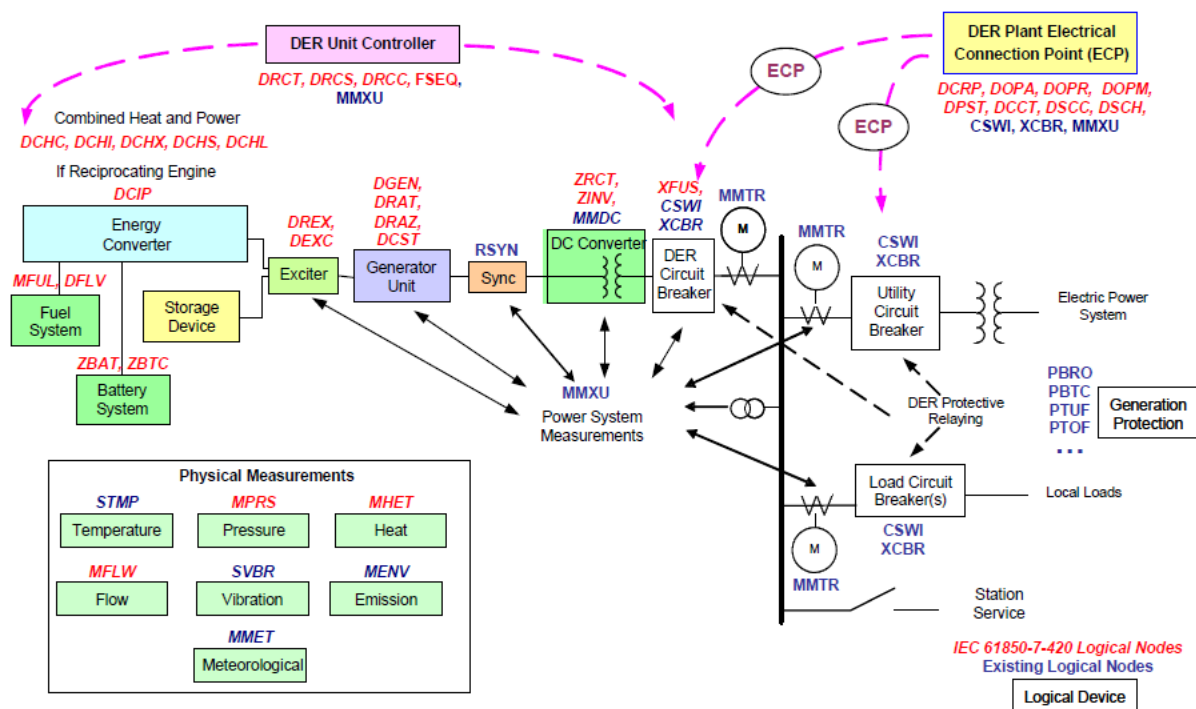 DER Unit Controller
DRCT, DRCS, DRCC, FSEQ,
MMXU
ECP
ECP
DER Plant Electrical
Connection Point (ECP)
DCRP, DOPA, DOPR, DOPM,
DPST, DCCT, DSCC, DSCH,
CSWI, XCBR, MMXU
Combined Heat and Power
DCHC, DCHI, DCHX, DCHS, DCHL
If Reciprocating Engine
DCIP
Energy
Converter
MFUL, DFLV
Fuel
System
Storage
Device
ZBAT, ZBTC
Battery
System
DREX,
DEXC
Exciter
DGEN,
DRAT,
DRAZ,
DCST
Generator
Unit
RSYN
Sync
ZRCT,
ZINV,
MMDC
DC Converter
XFUS,
CSWI
XCBR
DER
Circuit
Breaker
MMTR
M
MMTR
M
CSWI
XCBR
Utility
Circuit
Breaker
Electric Power
System
MMXU
Power System
Measurements
DER Protective
Relaying
PBRO
PBTC
PTUF
PTOF
...
Generation
Protection
Load Circuit
Breaker(s)
Local Loads
CSWI
XCBR
M
MMTR
Station
Service
Physical Measurements
STMP
Temperature
MPRS
Pressure
MHET
Heat
MFLW
Flow
SVBR
Vibration
MENV
Emission
MMET
Meteorological
IEC 61850-7-420 Logical Nodes
Existing Logical Nodes
Logical Device